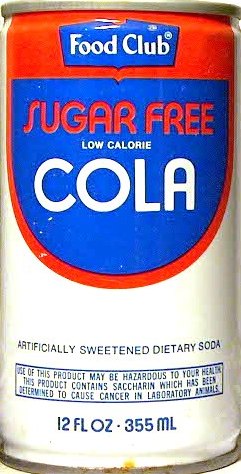 Food Club®
SUGAR FREE
LOW CALORIE
COLA
ARTIFICIALLY SWEETENED DIETARY SODA
USE OF THIS PRODUCT MAY BE HAZARDOUS TO YOUR HEALTH.
THIS PRODUCT CONTAINS SACCHARIN WHICH HAS BEEN
DETERMINED TO CAUSE CANCER IN LABORATORY ANIMALS.
12 FL OZ · 355 ML